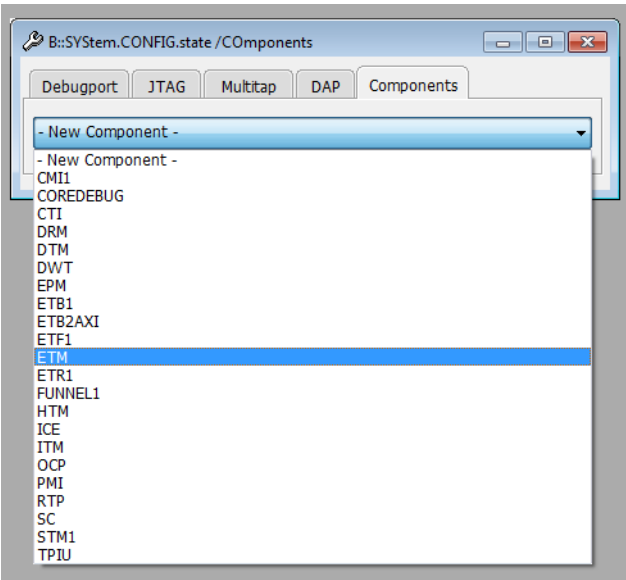 B::SYStem.CONFIG.state /COmponents
Debugport JTAG Multitap DAP Components
- New Component -
- New Component -
CMI1
COREDEBUG
CTI
DRM
DTM
DWT
EPM
ETB1
ETB2AXI
ETF1
ETM
ETR1
FUNNEL1
HTM
ICE
ITM
OCP
PMI
RTP
SC
STM1
TPIU